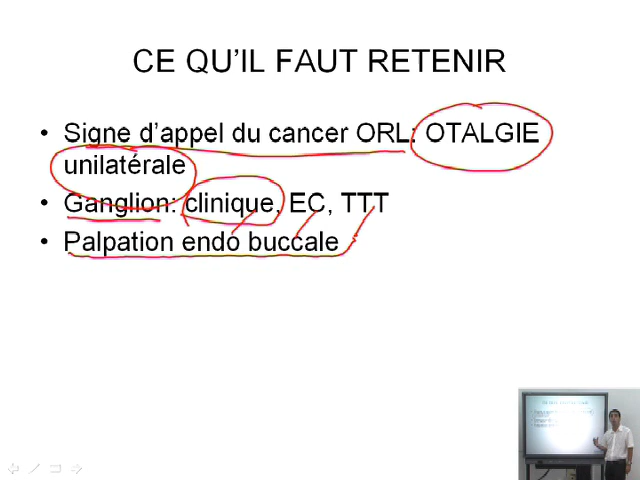 CE QU'IL FAUT RETENIR
• Signe d'appel du cancer ORL: OTALGIE
unilatérale
• Ganglion: clinique, EC, TTT
• Palpation endo buccale